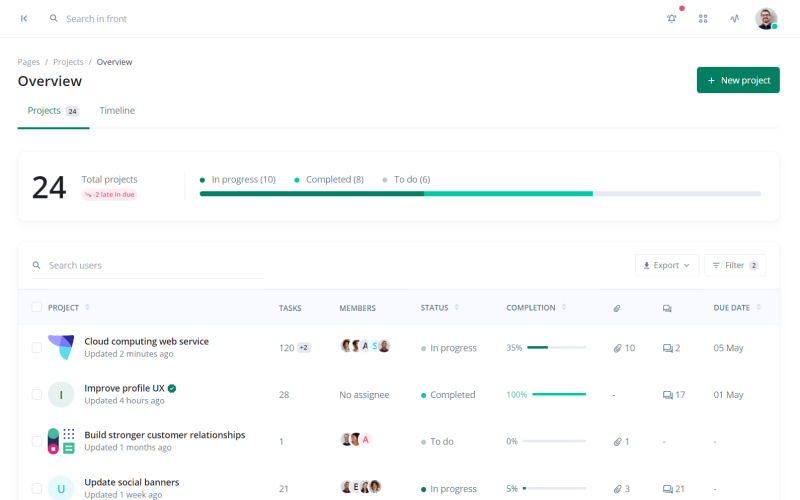 Search in front
Pages / Projects / Overview
Overview
+ New project
Projects 24 Timeline
24 Total projects
-2 late in due
In progress (10) Completed (8) To do (6)
Search users
Export Filter 2
PROJECT TASKS MEMBERS STATUS COMPLETION DUE DATE
Cloud computing web service
Updated 2 minutes ago
120 +2 A S In progress 35% 10 2 05 May
I Improve profile UX
Updated 4 hours ago
28 No assignee Completed 100% - 17 01 May
Build stronger customer relationships
Updated 1 months ago
1 A To do 0% 1 - -
U Update social banners
Updated 1 week ago
21 E In progress 5% 3 21 -